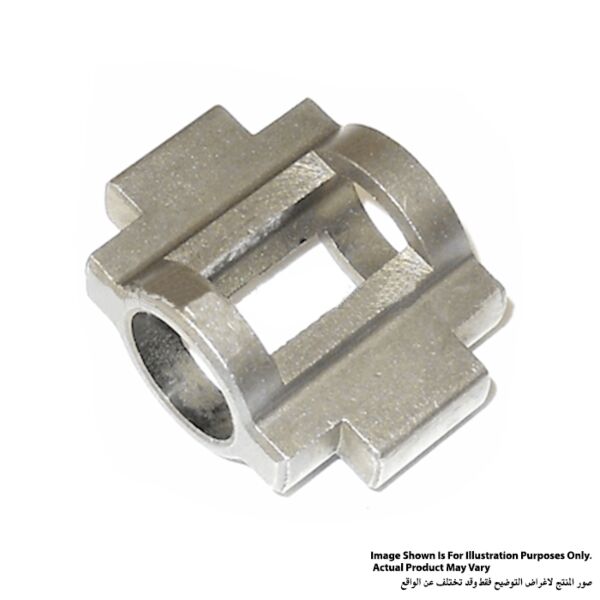 Image Shown Is For Illustration Purposes Only.
Actual Product May Vary
صور المنتج لاغراض التوضيح فقط وقد تختلف عن الواقع